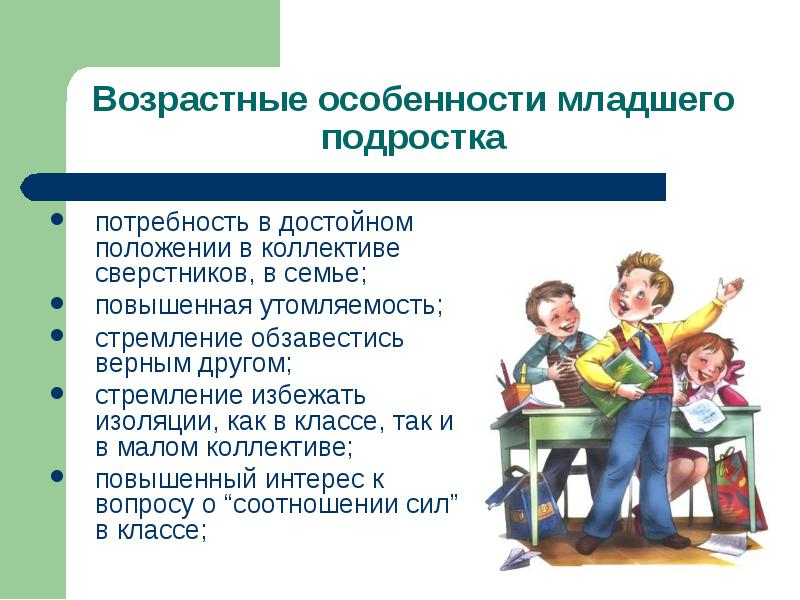 Возрастные особенности младшего
подростка
потребность в достойном
положении в коллективе
сверстников, в семье;
повышенная утомляемость;
стремление обзавестись
верным другом;
стремление избежать
изоляции, как в классе, так и
в малом коллективе;
повышенный интерес к
вопросу о “соотношении сил”
в классе;